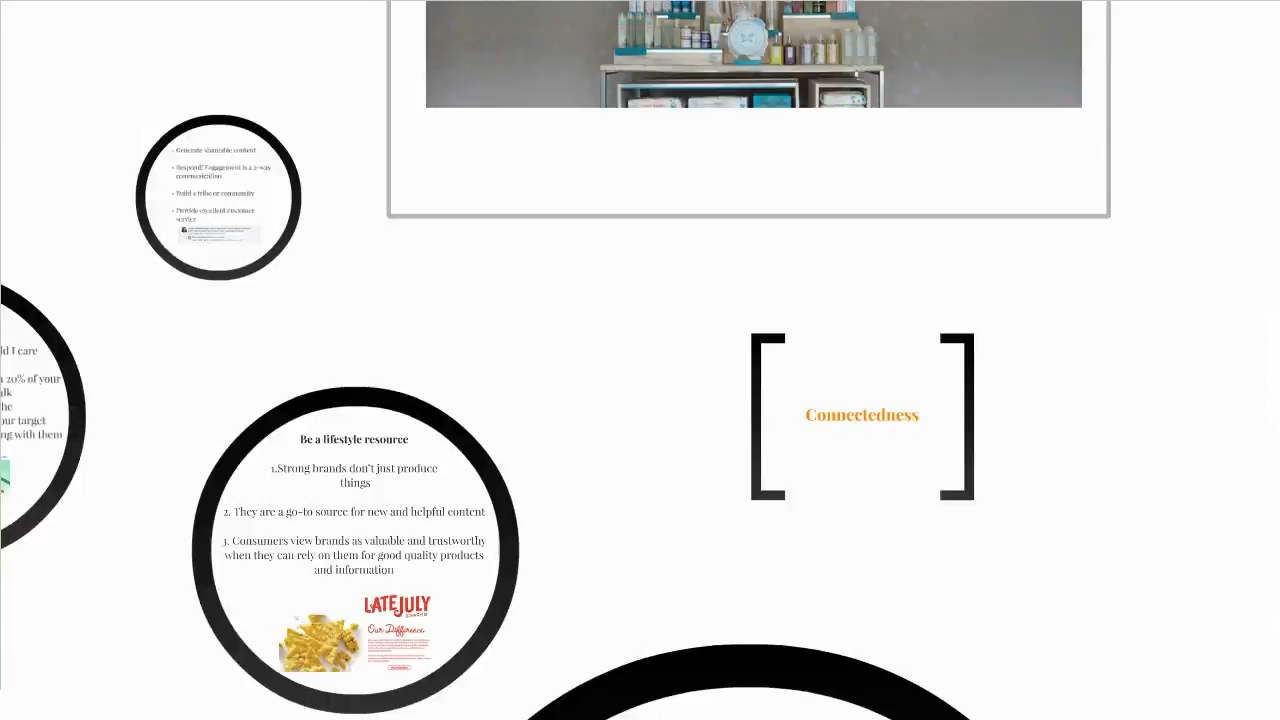 • Generate shareable content
• Respond! Engagement is a 2-way
communication
• Build a tribe or community
• Provide excellent customer
service
ld I care
20% of your
alk
he
our target
ng with them
Connectedness
Be a lifestyle resource
1.Strong brands don't just produce
things
2. They are a go-to source for new and helpful content
3. Consumers view brands as valuable and trustworthy
when they can rely on them for good quality products
and information
LATE JULY
SNACKS
Our Difference